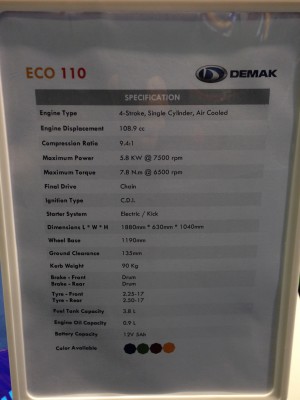 ECO 110
DEMAK
SPECIFICATION
Engine Type 4-Stroke, Single Cylinder, Air Cooled
Engine Displacement 108.9 cc
Compression Ratio 9.4:1
Maximum Power 5.8 KW @ 7500 rpm
Maximum Torque 7.8 N.m @ 6500 rpm
Final Drive Chain
Ignition Type C.D.I.
Starter System Electric / Kick
Dimensions L * W * H 1880mm * 630mm * 1040mm
Wheel Base 1190mm
Ground Clearance 135mm
Kerb Weight 90 Kg
Brake - Front Drum
Brake - Rear Drum
Tyre - Front 2.25-17
Tyre - Rear 2.50-17
Fuel Tank Capacity 3.8 L
Engine Oil Capacity 0.9 L
Battery Capacity 12V 5Ah
Color Available